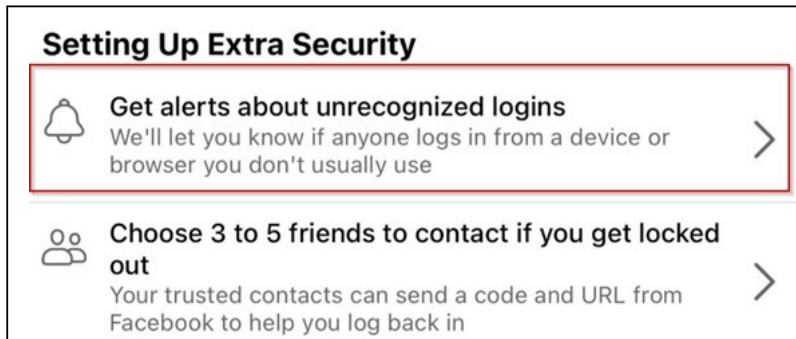 Setting Up Extra Security
Get alerts about unrecognized logins
We'll let you know if anyone logs in from a device or
browser you don't usually use
Choose 3 to 5 friends to contact if you get locked
out
Your trusted contacts can send a code and URL from
Facebook to help you log back in